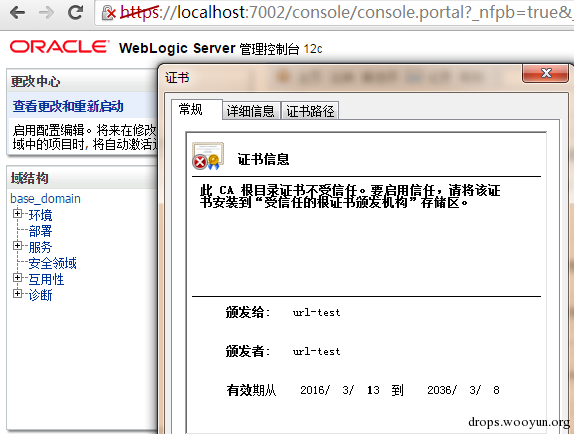 https://localhost:7002/console/console.portal?_nfpb=true&_
ORACLE WebLogic Server 管理控制台 12c
更改中心
查看更改和重新启动
启用配置编辑。将来在修改
域中的项目时, 将自动激活这
域结构
base_domain
环境
部署
服务
安全领域
互用性
诊断
证书
常规 详细信息 证书路径
证书信息
此 CA 根目录证书不受信任。要启用信任，请将该证
书安装到“受信任的根证书颁发机构”存储区。
颁发给: url-test
颁发者: url-test
有效期从 2016/ 3/ 13 到 2036/ 3/ 8
drops.wooyun.org